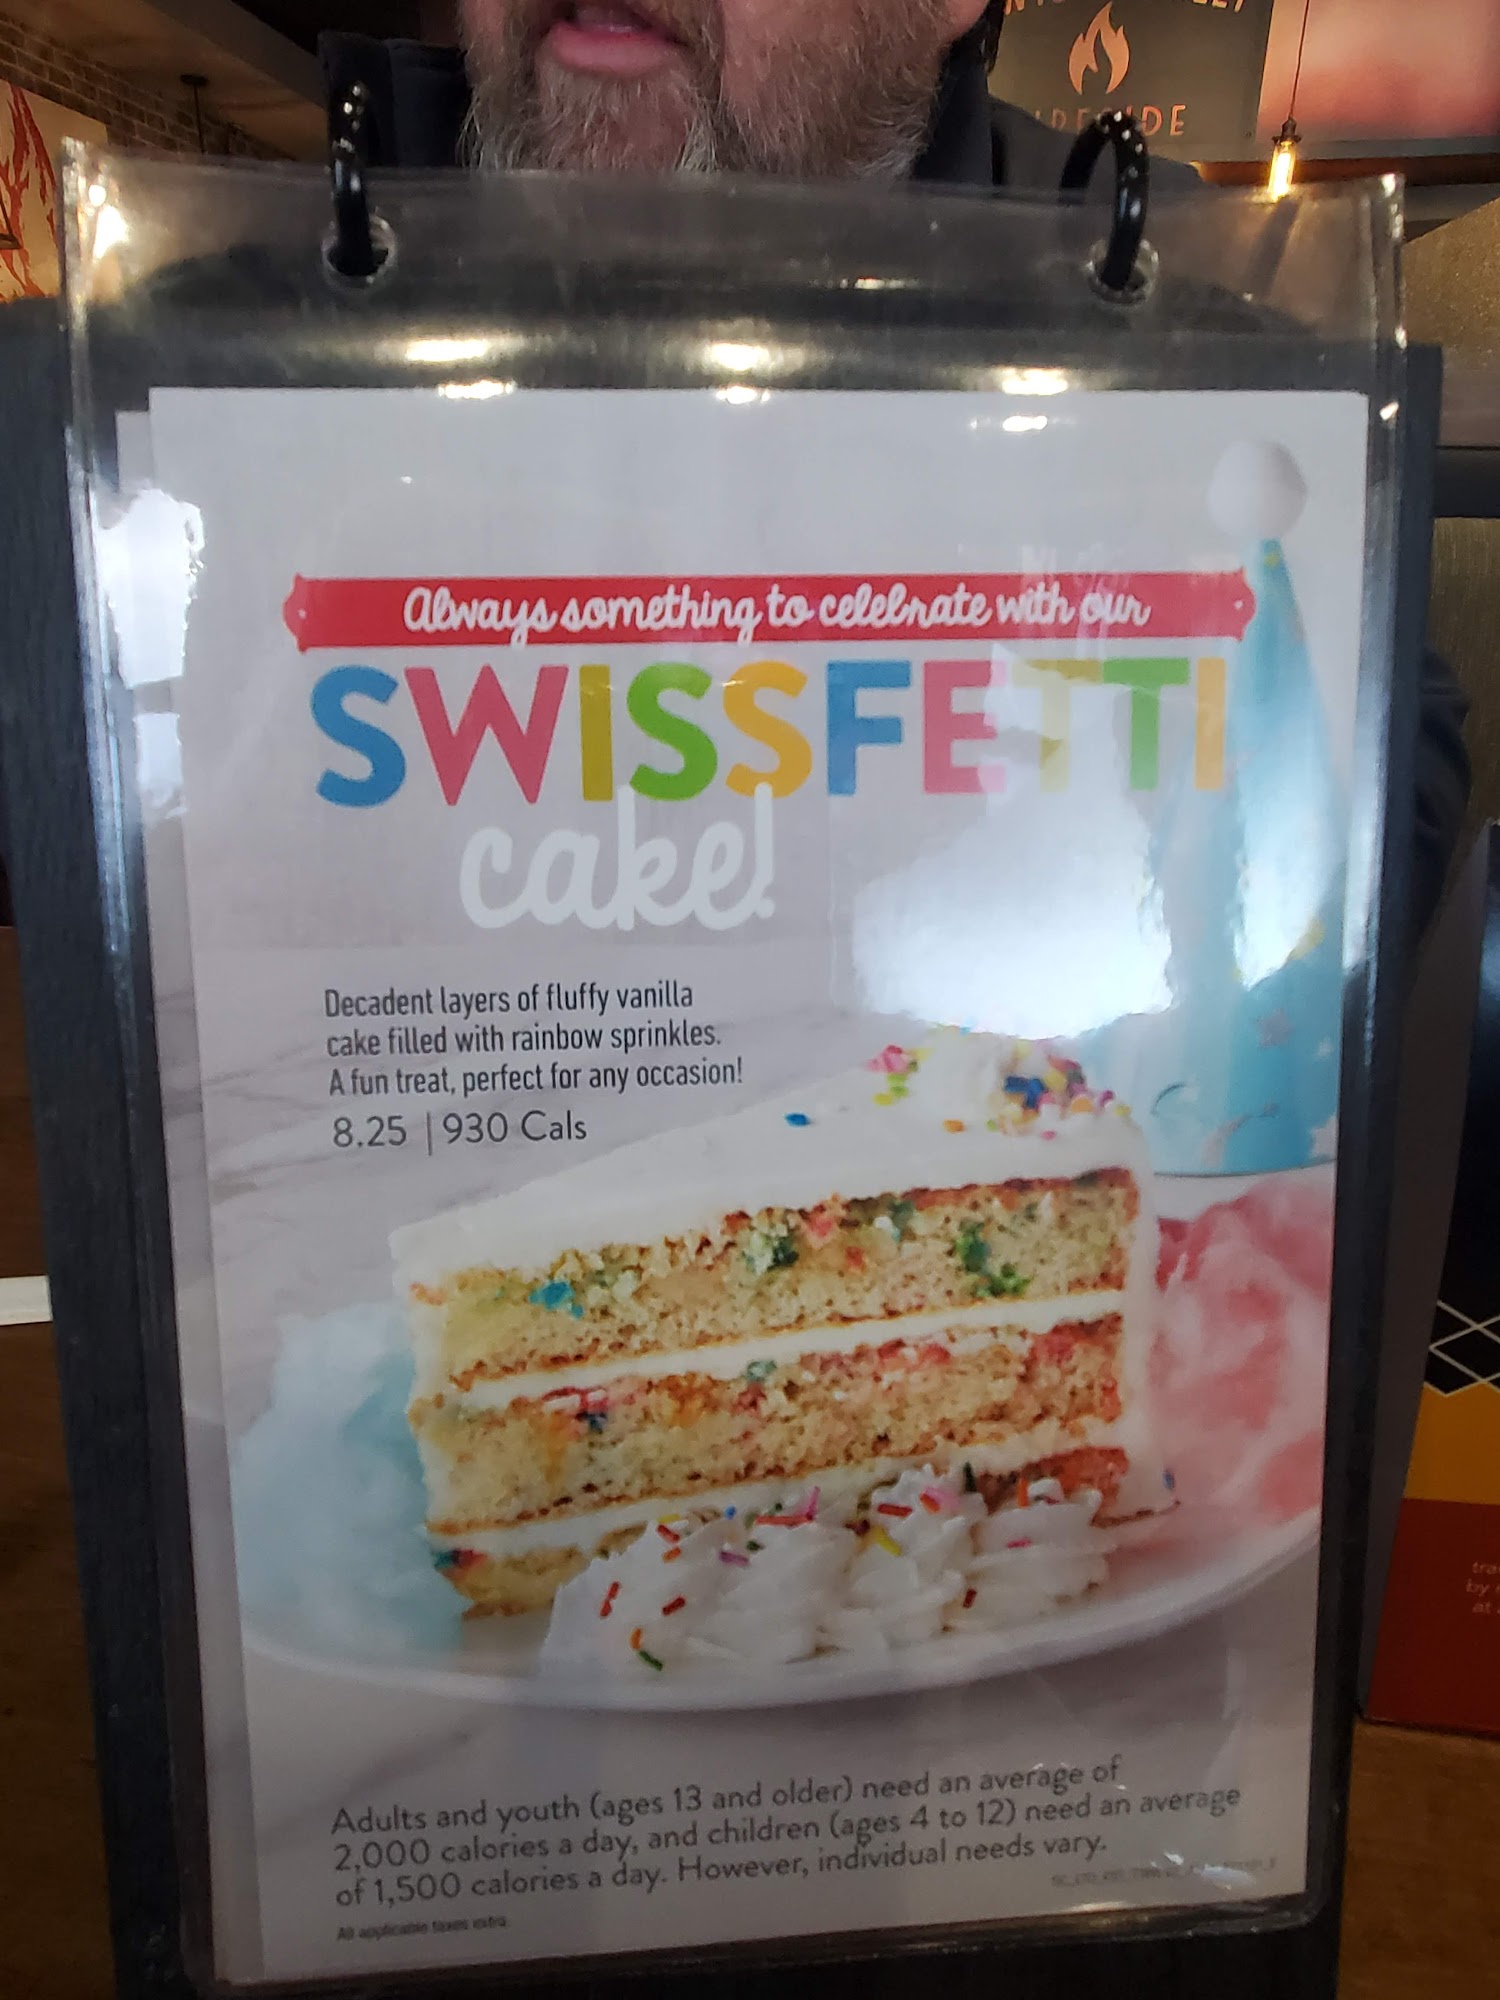 Always something to celebrate with our
SWISSFETTI
cake!
Decadent layers of fluffy vanilla
cake filled with rainbow sprinkles.
A fun treat, perfect for any occasion!
8.25 | 930 Cals
Adults and youth (ages 13 and older) need an average of
2,000 calories a day, and children (ages 4 to 12) need an average
of 1,500 calories a day. However, individual needs vary.
All applicable taxes extra.